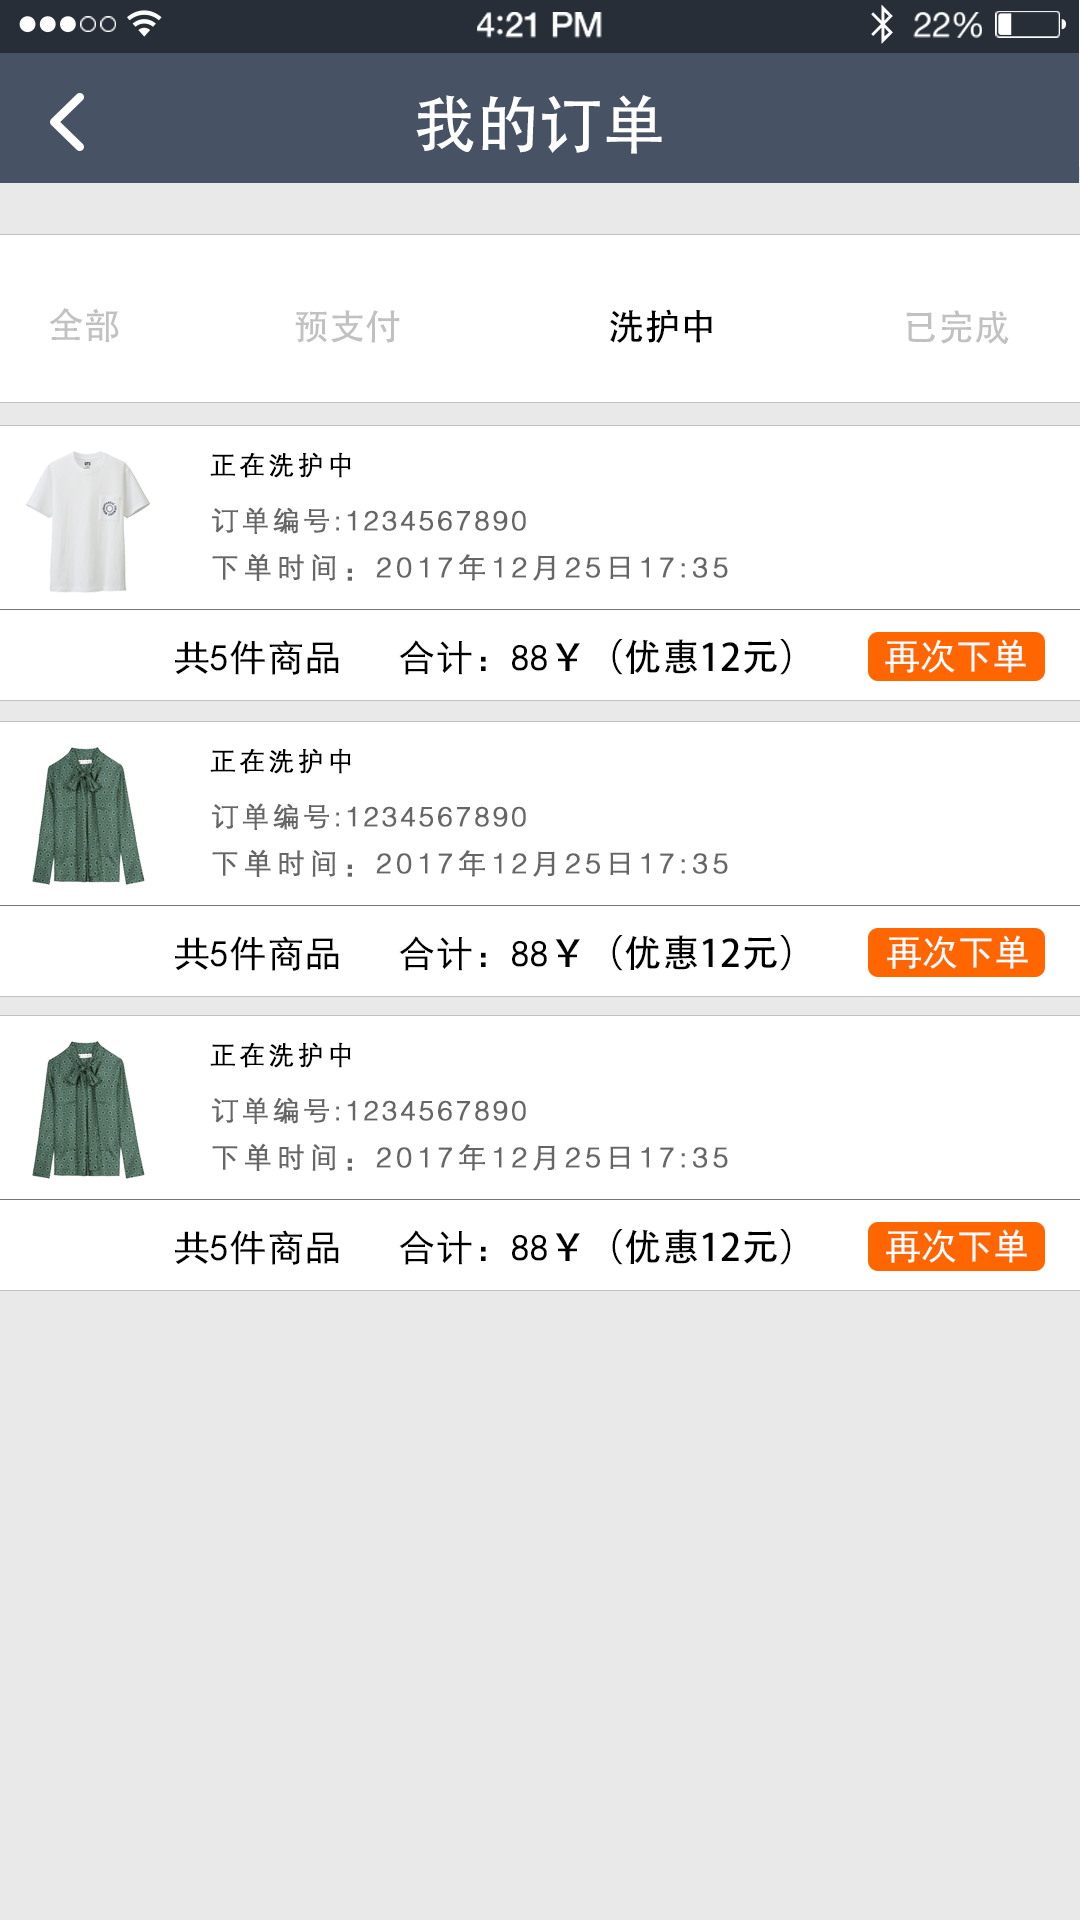 4:21 PM 22%
我的订单
全部 预支付 洗护中 已完成
正在洗护中
订单编号:1234567890
下单时间：2017年12月25日17:35
共5件商品 合计：88￥（优惠12元） 再次下单
正在洗护中
订单编号:1234567890
下单时间：2017年12月25日17:35
共5件商品 合计：88￥（优惠12元） 再次下单
正在洗护中
订单编号:1234567890
下单时间：2017年12月25日17:35
共5件商品 合计：88￥（优惠12元） 再次下单